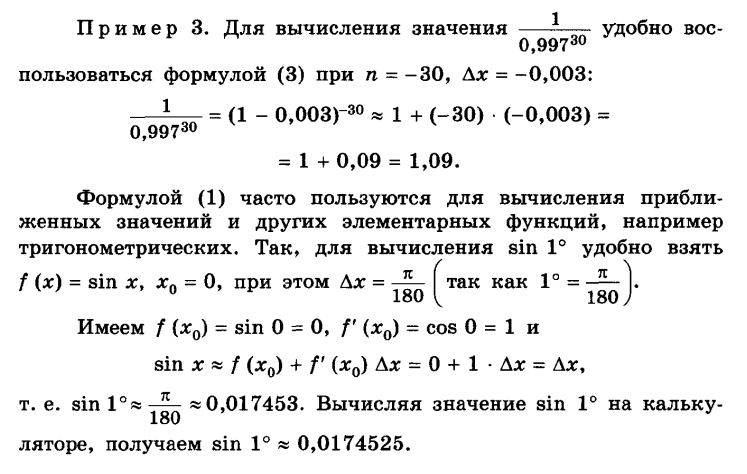 Пример 3. Для вычисления значения 1/0,997³⁰ удобно вос-
пользоваться формулой (3) при n = –30, Δx = –0,003:
1/0,997³⁰ = (1 – 0,003)⁻³⁰ ≈ 1 + (–30) · (–0,003) =
= 1 + 0,09 = 1,09.
Формулой (1) часто пользуются для вычисления прибли-
женных значений и других элементарных функций, например
тригонометрических. Так, для вычисления sin 1° удобно взять
f (x) = sin x, x₀ = 0, при этом Δx = π/180 (так как 1° = π/180).
Имеем f (x₀) = sin 0 = 0, f′ (x₀) = cos 0 = 1 и
sin x ≈ f (x₀) + f′ (x₀) Δx = 0 + 1 · Δx = Δx,
т. е. sin 1° ≈ π/180 ≈ 0,017453. Вычисляя значение sin 1° на кальку-
ляторе, получаем sin 1° ≈ 0,0174525.